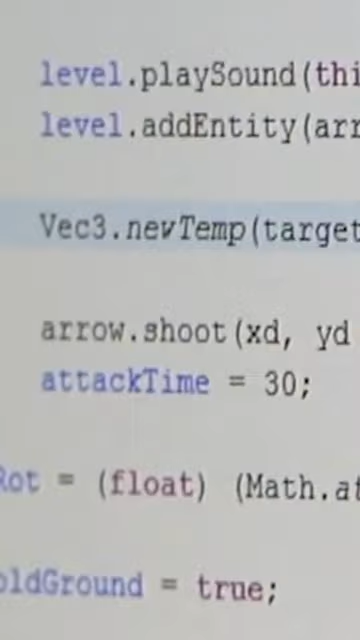 level.playSound(thi
level.addEntity(arr
Vec3.newTemp(target
arrow.shoot(xd, yd
attackTime = 30;
Rot = (float) (Math.at
oldGround = true;